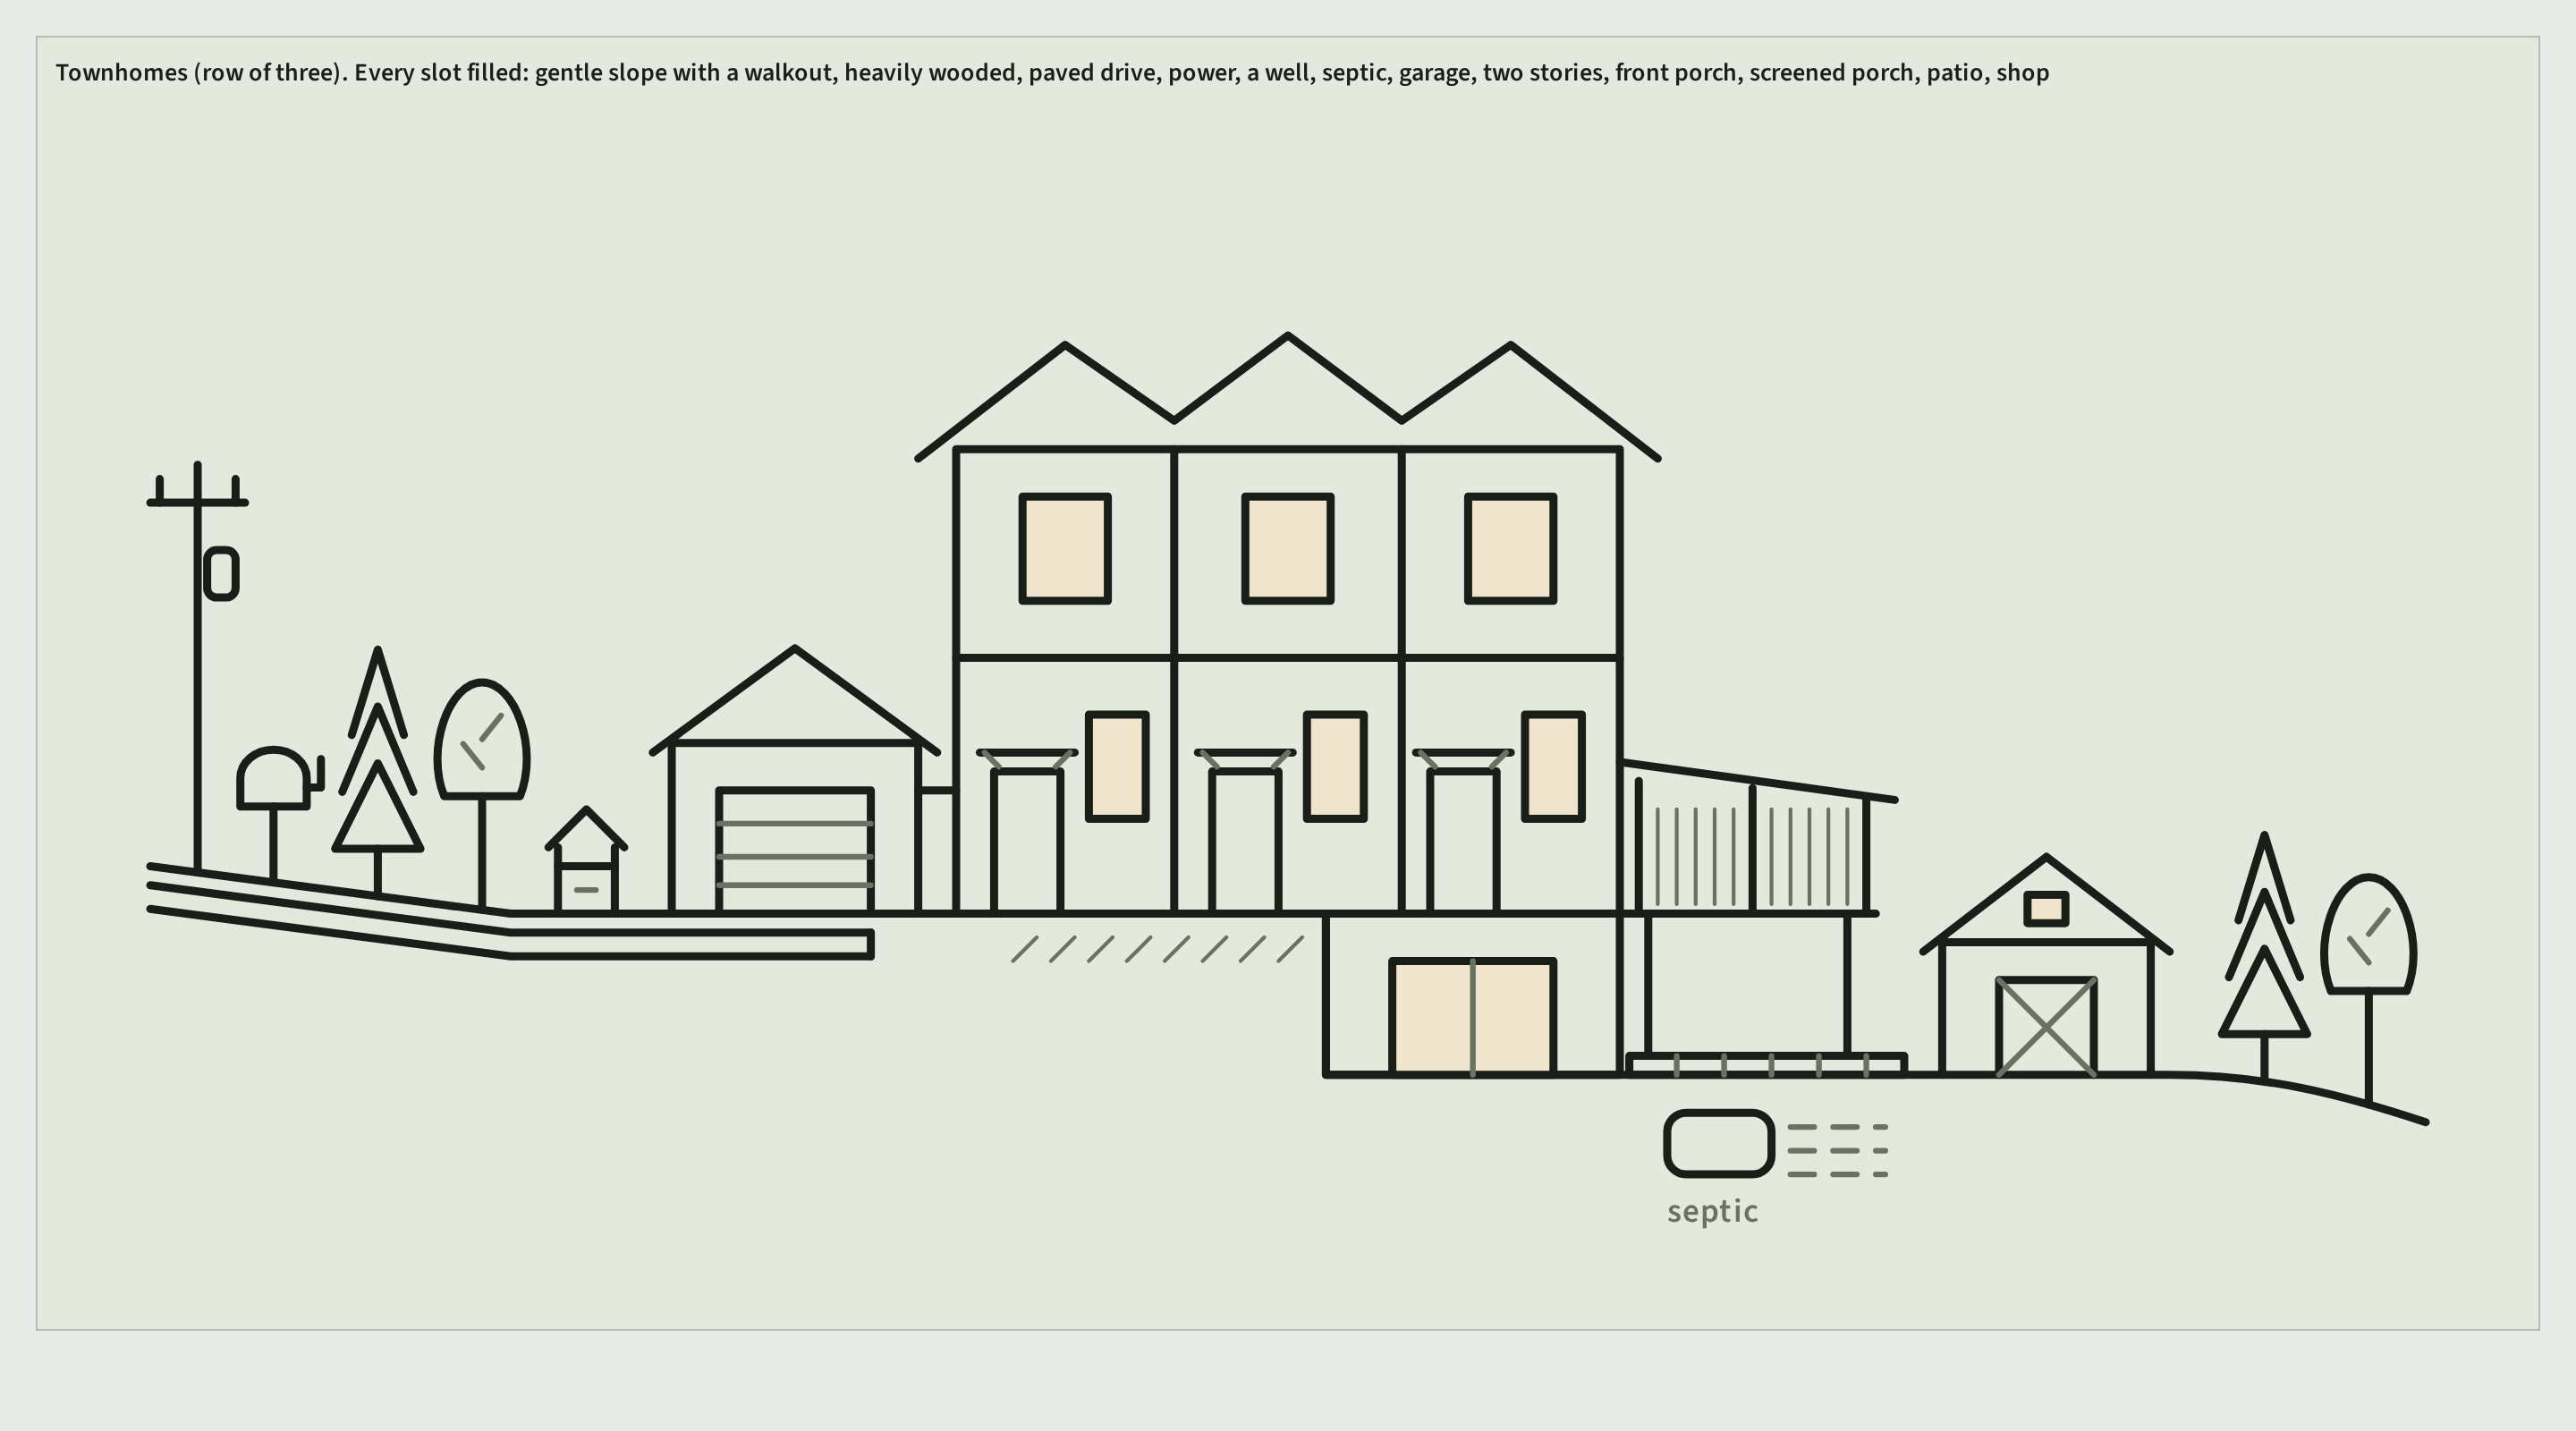 Townhomes (row of three). Every slot filled: gentle slope with a walkout, heavily wooded, paved drive, power, a well, septic, garage, two stories, front porch, screened porch, patio, shop
septic